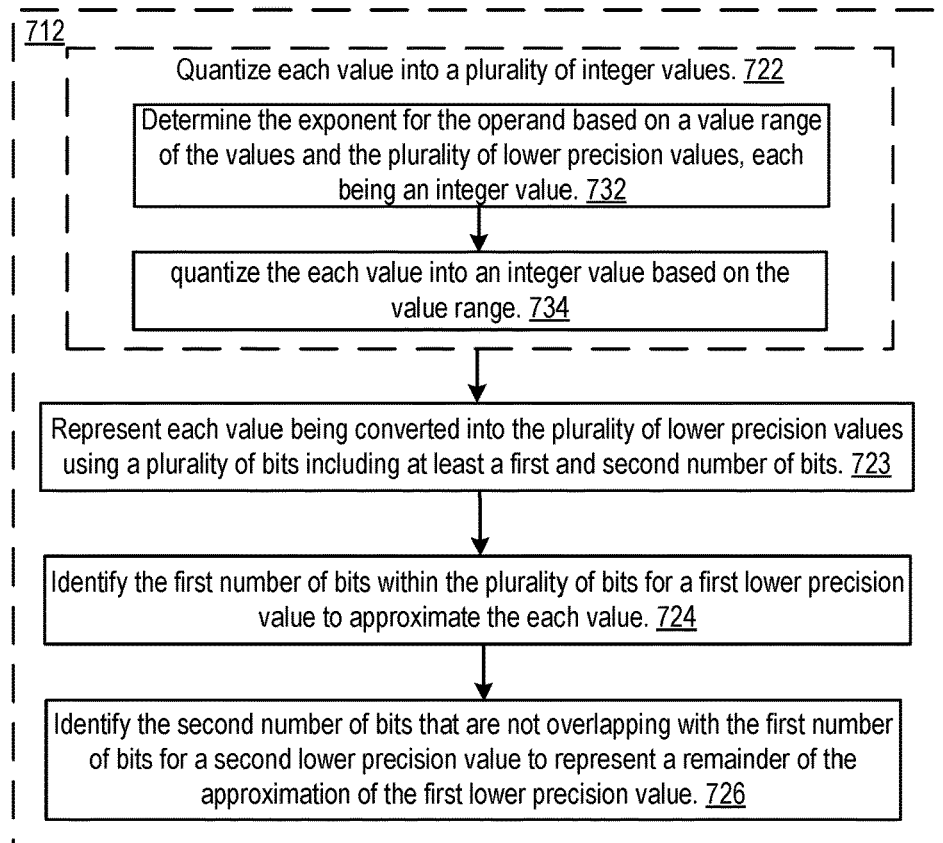 712
Quantize each value into a plurality of integer values. 722
Determine the exponent for the operand based on a value range
of the values and the plurality of lower precision values, each
being an integer value. 732
quantize the each value into an integer value based on the
value range. 734
Represent each value being converted into the plurality of lower precision values
using a plurality of bits including at least a first and second number of bits. 723
Identify the first number of bits within the plurality of bits for a first lower precision
value to approximate the each value. 724
Identify the second number of bits that are not overlapping with the first number
of bits for a second lower precision value to represent a remainder of the
approximation of the first lower precision value. 726